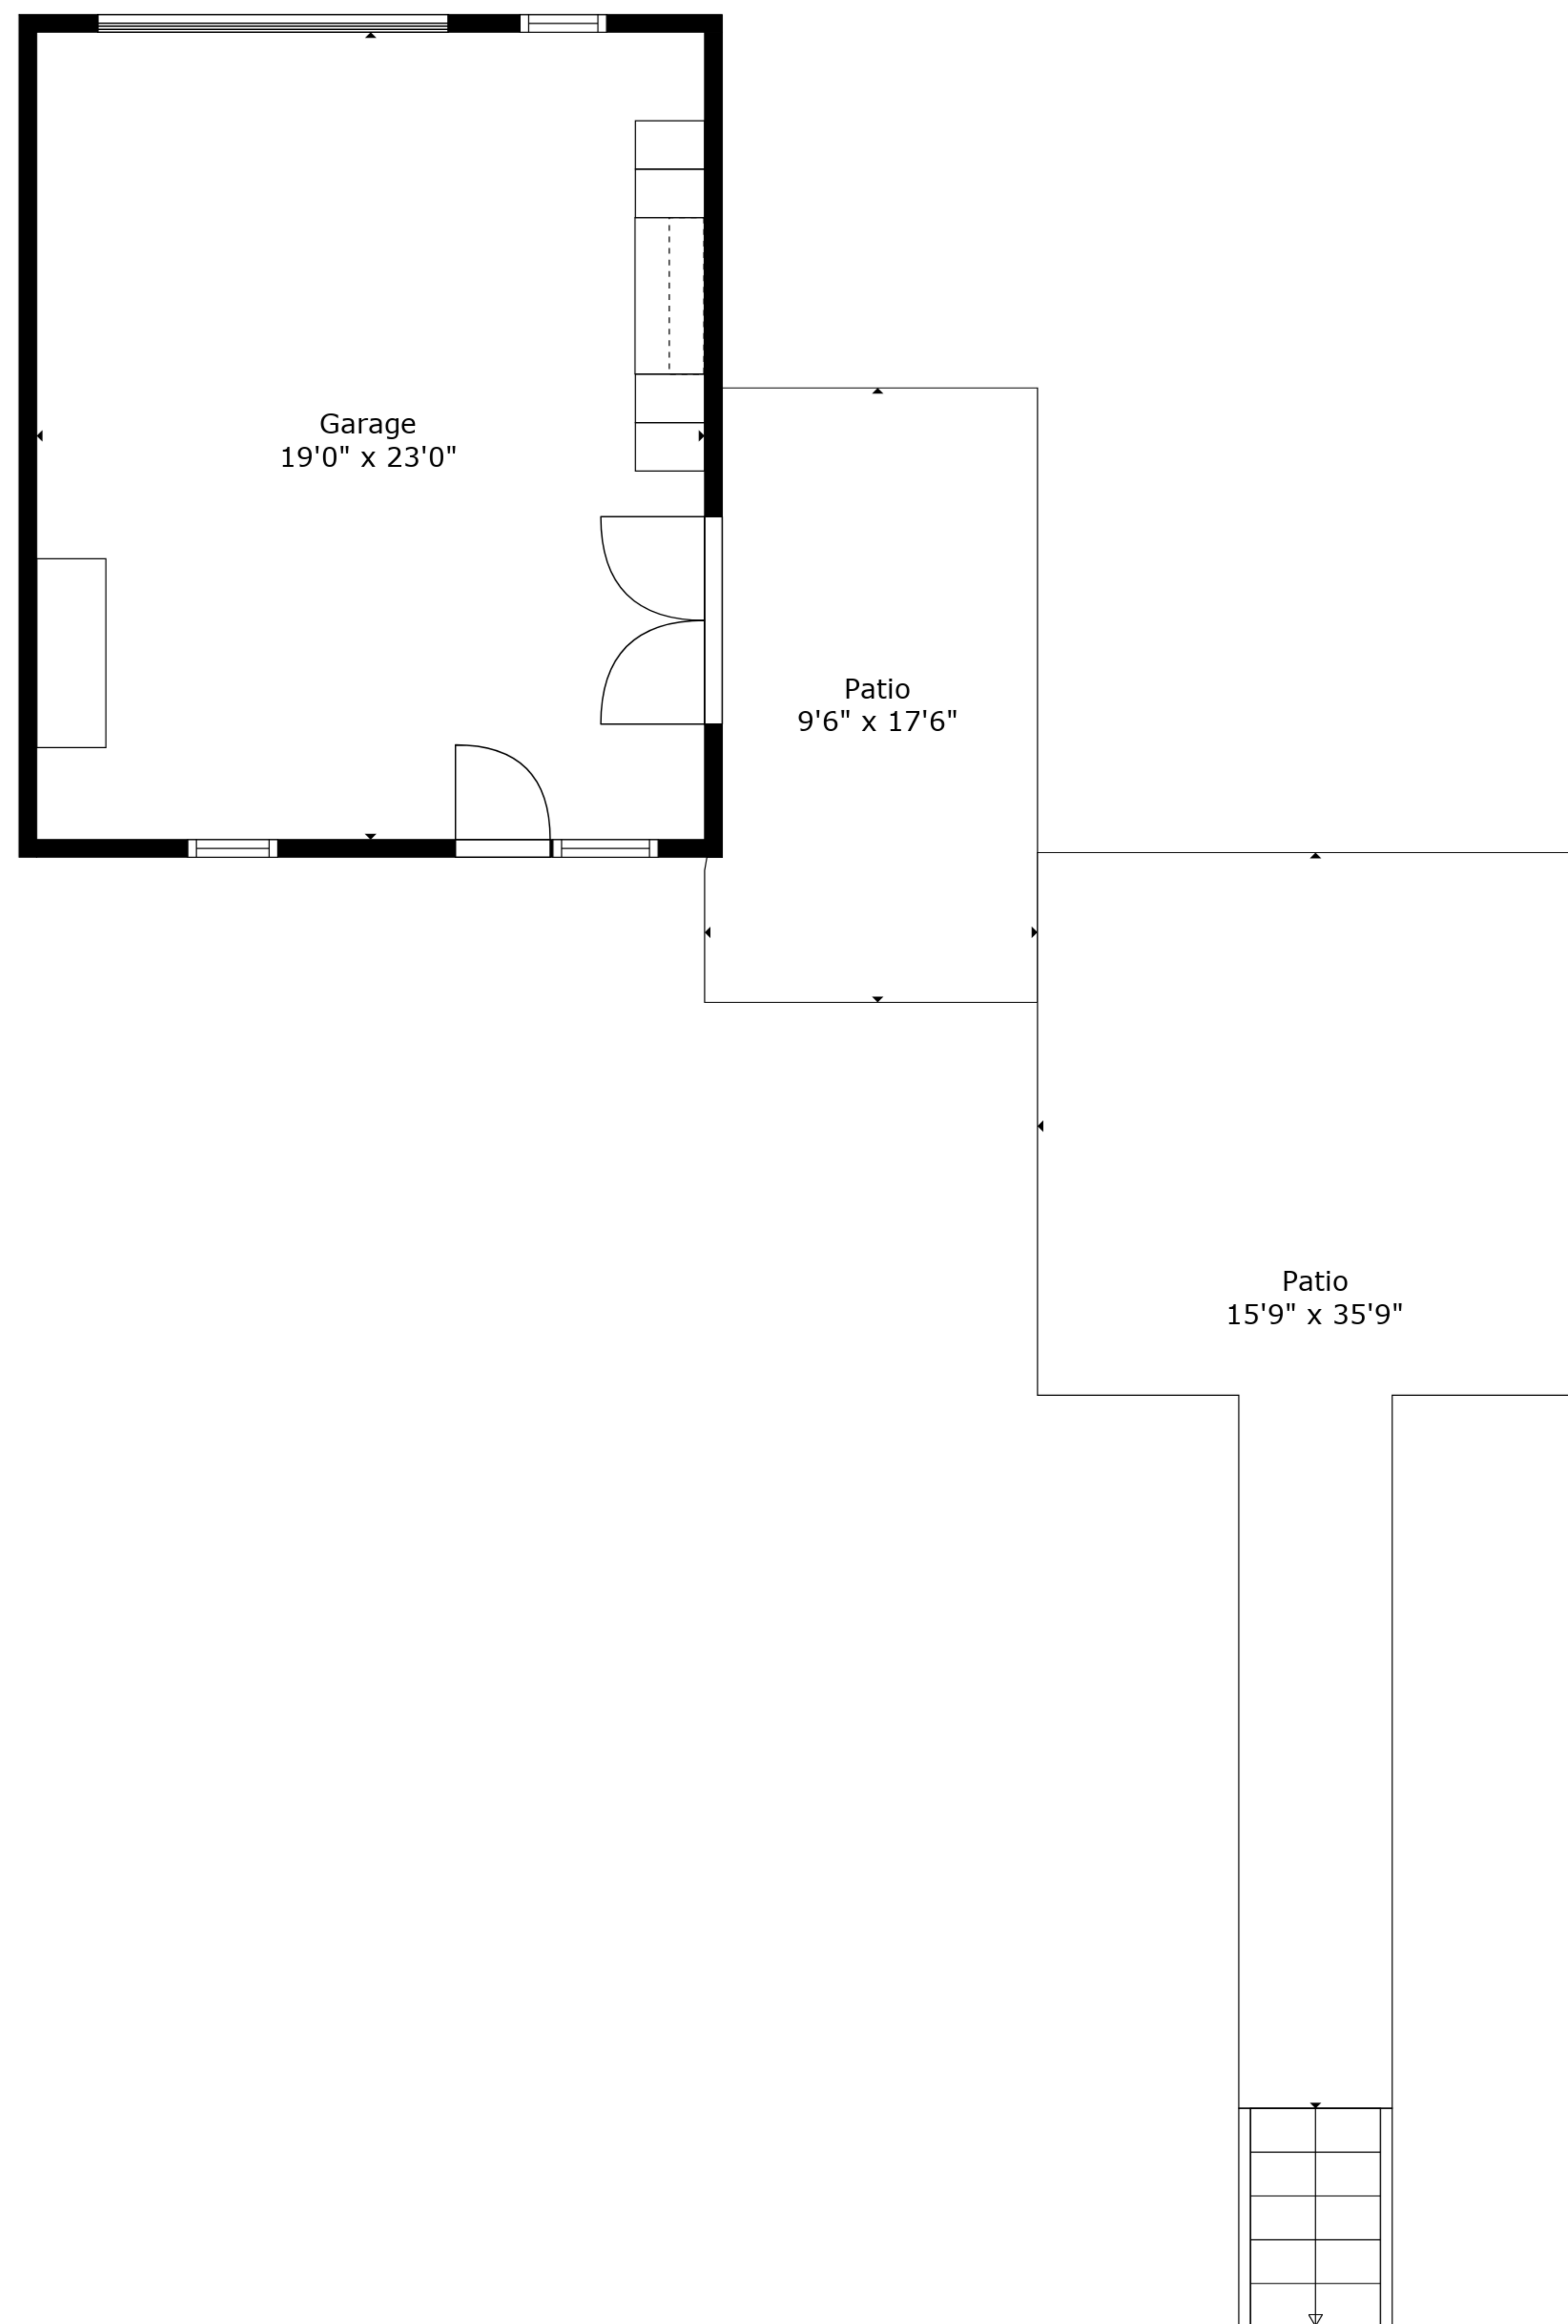 Garage
19'0" x 23'0"
Patio
9'6" x 17'6"
Patio
15'9" x 35'9"